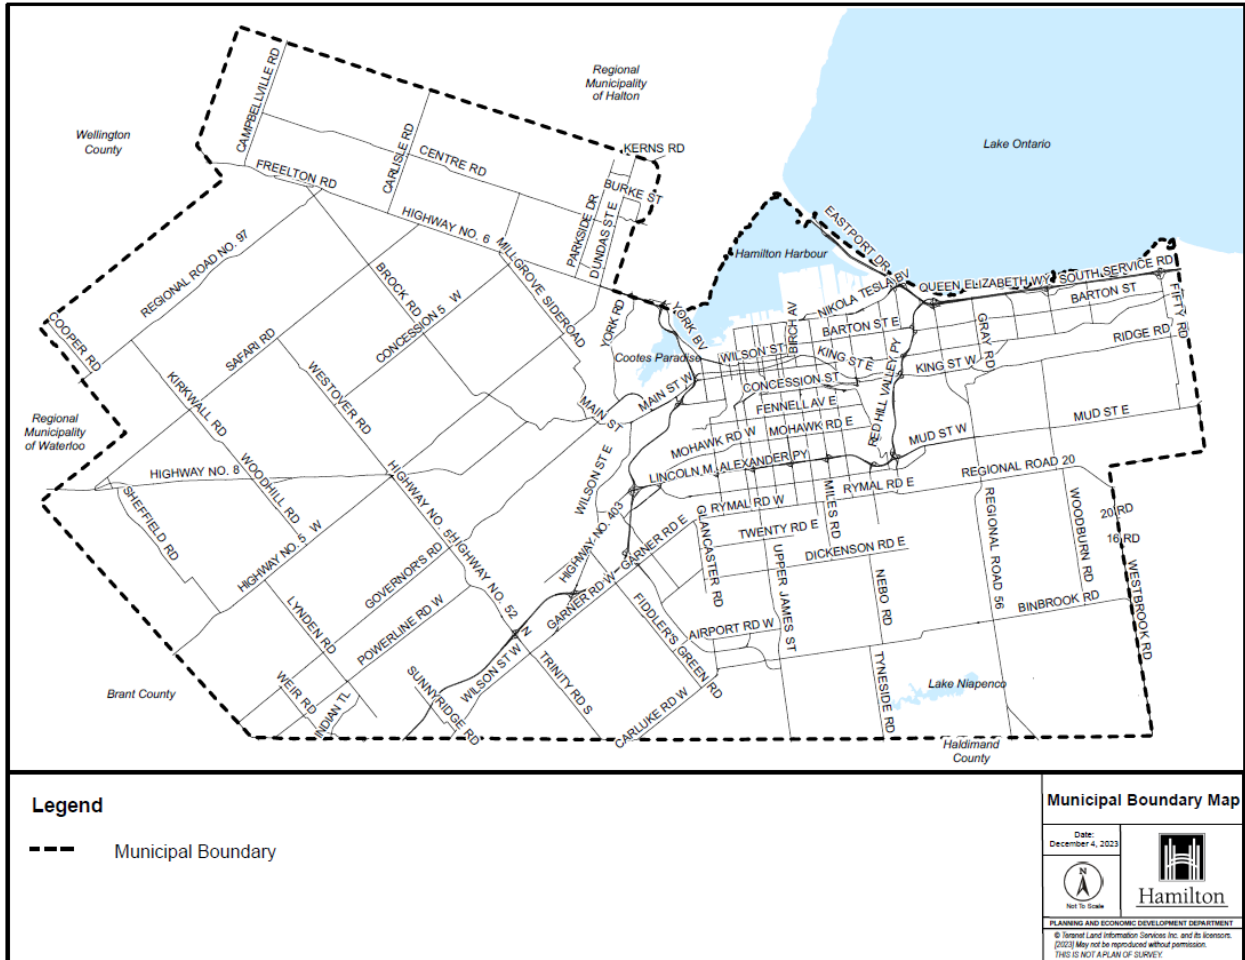 Regional
Municipality
of Halton
Wellington
County
Lake Ontario
CAMPBELLVILLE RD
CARLISLE RD
CENTRE RD
KERNS RD
FREELTON RD
BURKE ST
PARKSIDE DR
DUNDAS ST E
HIGHWAY NO. 6
MILLGROVE SIDEROAD
EASTPORT DR
Hamilton Harbour
REGIONAL ROAD NO. 97
BROCK RD
CONCESSION 5 W
SAFARI RD
COOPER RD
YORK RD
YORK BV
NIKOLA TESLA BV
QUEEN ELIZABETH WY
SOUTH SERVICE RD
BARTON ST
FIFTY RD
BIRCH AV
BARTON ST E
GRAY RD
RIDGE RD
Cootes Paradise
WILSON ST
KING ST E
KING ST W
RED HILL VALLEY PY
CONCESSION ST
MAIN ST W
MAIN ST
KIRKWALL RD
WESTOVER RD
FENNELL AV E
MOHAWK RD W
MOHAWK RD E
MUD ST W
MUD ST E
Regional
Municipality
of Waterloo
HIGHWAY NO. 8
WOODHILL RD
SHEFFIELD RD
HIGHWAY NO. 5 W
HIGHWAY NO. 52
HIGHWAY NO. 52 N
WILSON ST E
LINCOLN M. ALEXANDER PY
REGIONAL ROAD 20
RYMAL RD W
RYMAL RD E
MILES RD
GLANCASTER RD
TWENTY RD E
DICKENSON RD E
UPPER JAMES ST
NEBO RD
REGIONAL ROAD 56
WOODBURN RD
20 RD
16 RD
WESTBROOK RD
BINBROOK RD
HIGHWAY NO. 403
GARNER RD E
GARNER RD W
GOVERNOR'S RD
POWERLINE RD W
LYNDEN RD
WEIR RD
INDIAN TL
SUNNYRIDGE RD
WILSON ST W
TRINITY RD S
FIDDLER'S GREEN RD
CARLUKE RD W
AIRPORT RD W
TYNESIDE RD
Lake Niapenco
Brant County
Haldimand
County
Legend
Municipal Boundary
Municipal Boundary Map
Date:
December 4, 2023
N
Not To Scale
Hamilton
PLANNING AND ECONOMIC DEVELOPMENT DEPARTMENT
© Teranet Land Information Services Inc. and its licensors.
[2023] May not be reproduced without permission.
THIS IS NOT A PLAN OF SURVEY.